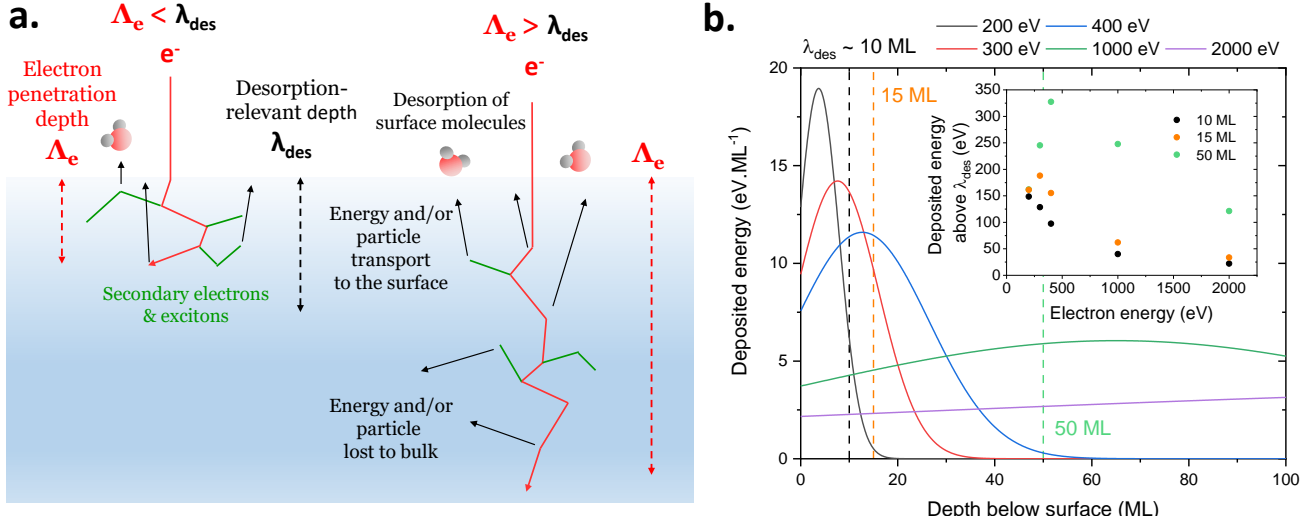 a.
Λe < λdes
e-
Electron
penetration
depth
Λe
Desorption-
relevant depth
λdes
Secondary electrons
& excitons
Λe > λdes
e-
Desorption of
surface molecules
Λe
Energy and/or
particle
transport
to the surface
Energy and/or
particle
lost to bulk
b.
200 eV 400 eV
300 eV 1000 eV 2000 eV
λdes ~ 10 ML
15 ML
50 ML
Deposited energy (eV.ML-1)
20
15
10
5
0
0 20 40 60 80 100
Depth below surface (ML)
Deposited energy
above λdes (eV)
350
300
250
200
150
100
50
0
0 500 1000 1500 2000
Electron energy (eV)
10 ML
15 ML
50 ML